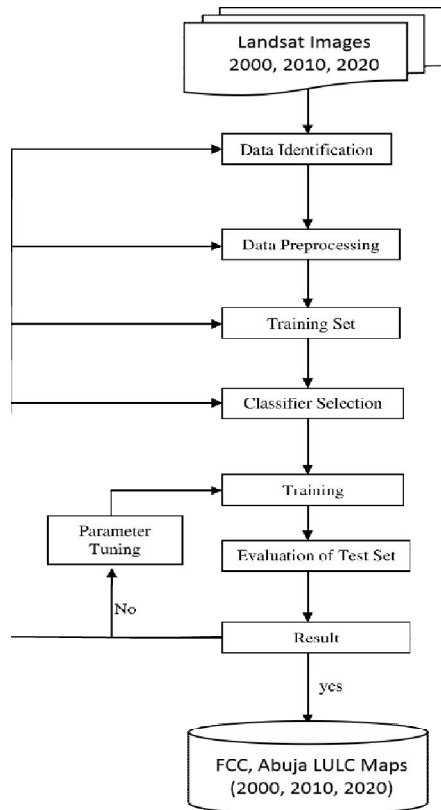 Landsat Images
2000, 2010, 2020
Data Identification
Data Preprocessing
Training Set
Classifier Selection
Training
Parameter
Tuning
Evaluation of Test Set
No
Result
yes
FCC, Abuja LULC Maps
(2000, 2010, 2020)